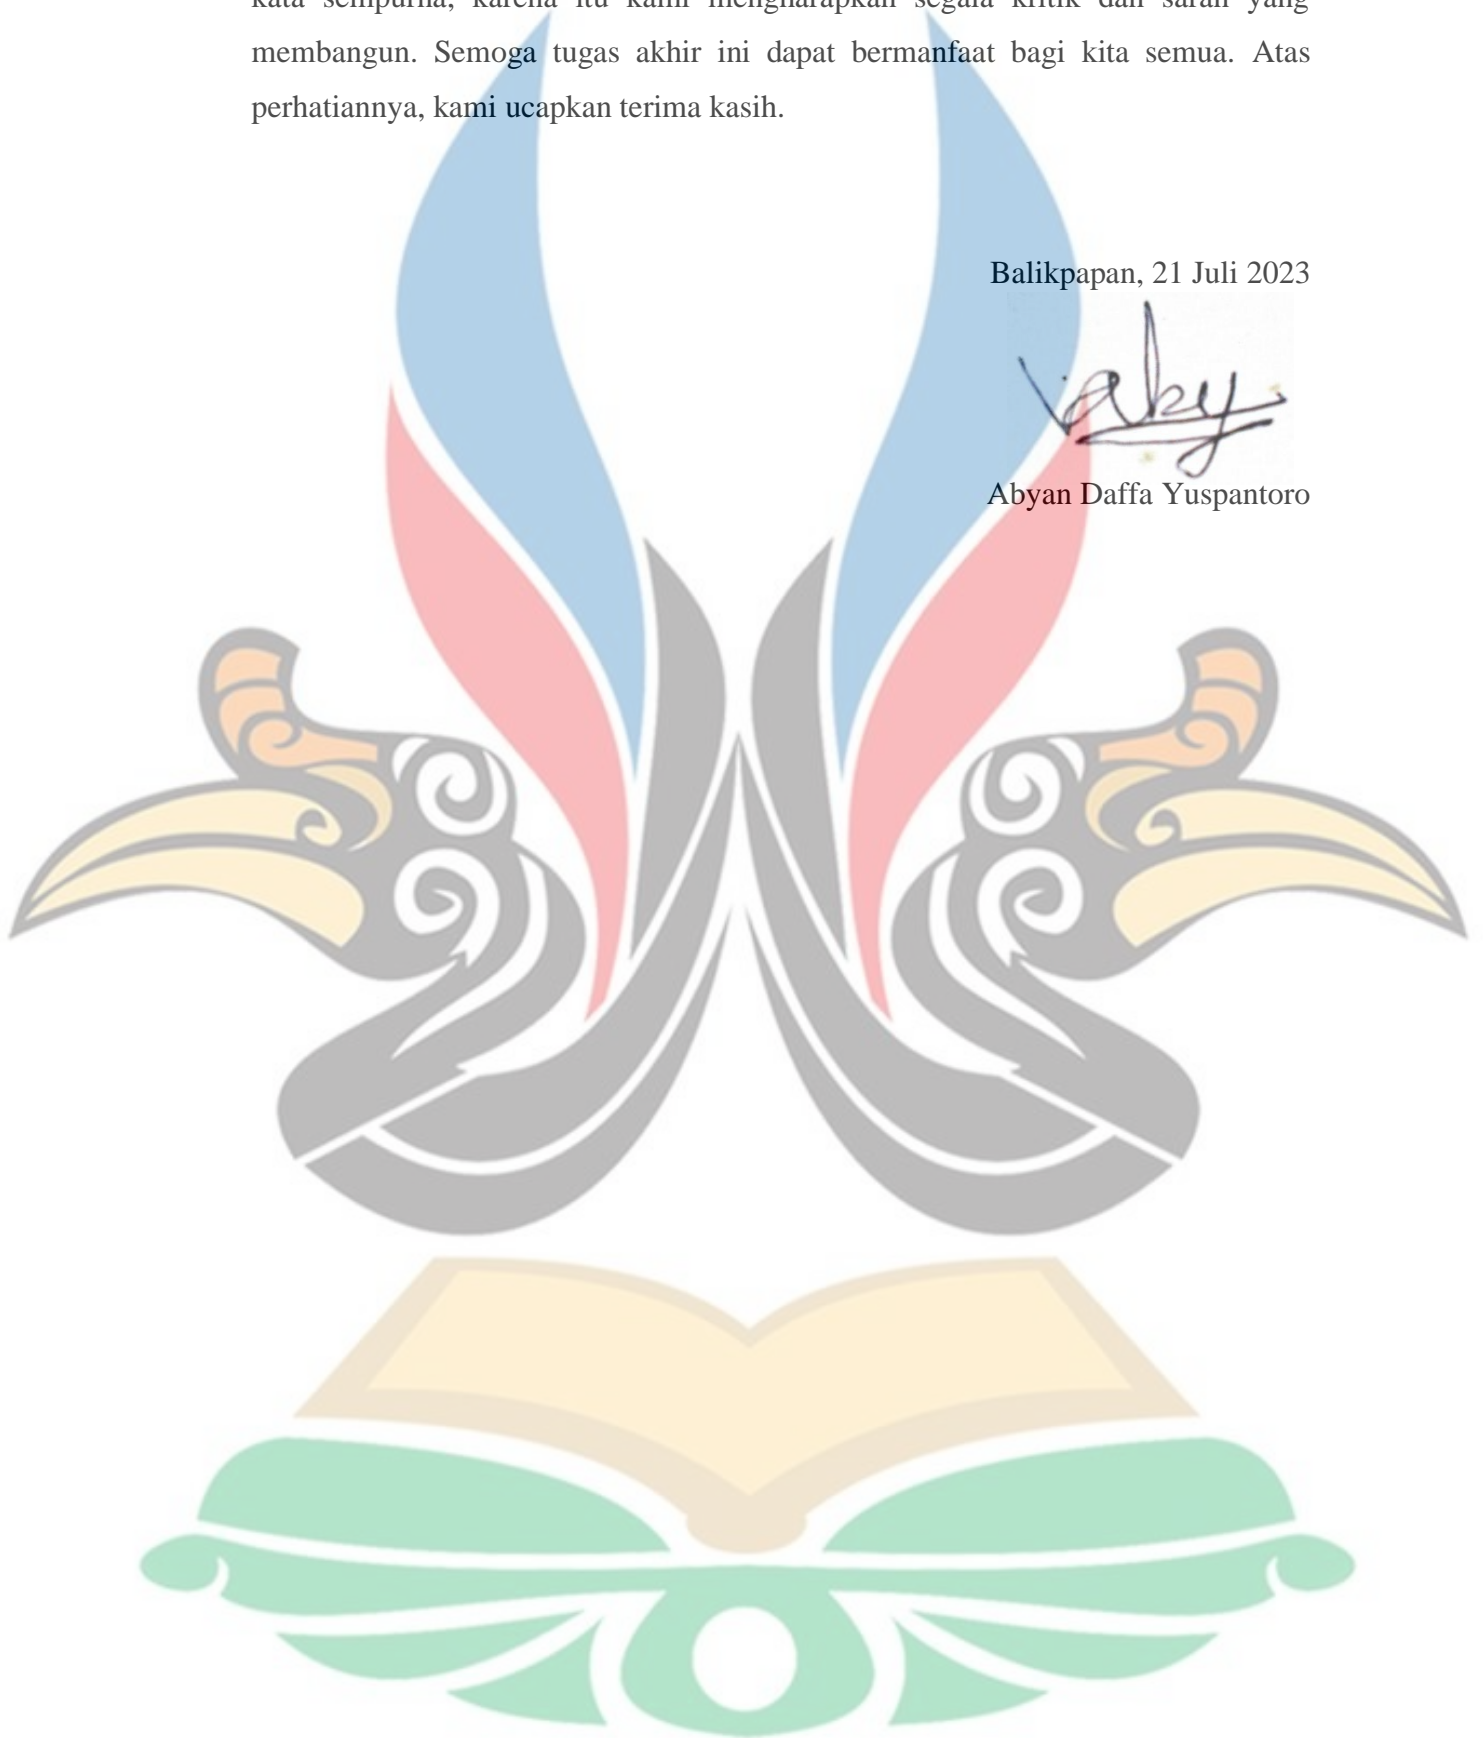 kata sempurna, karena itu kami mengharapkan segala kritik dan saran yang
membangun. Semoga tugas akhir ini dapat bermanfaat bagi kita semua. Atas
perhatiannya, kami ucapkan terima kasih.
Balikpapan, 21 Juli 2023
Abyan Daffa Yuspantoro